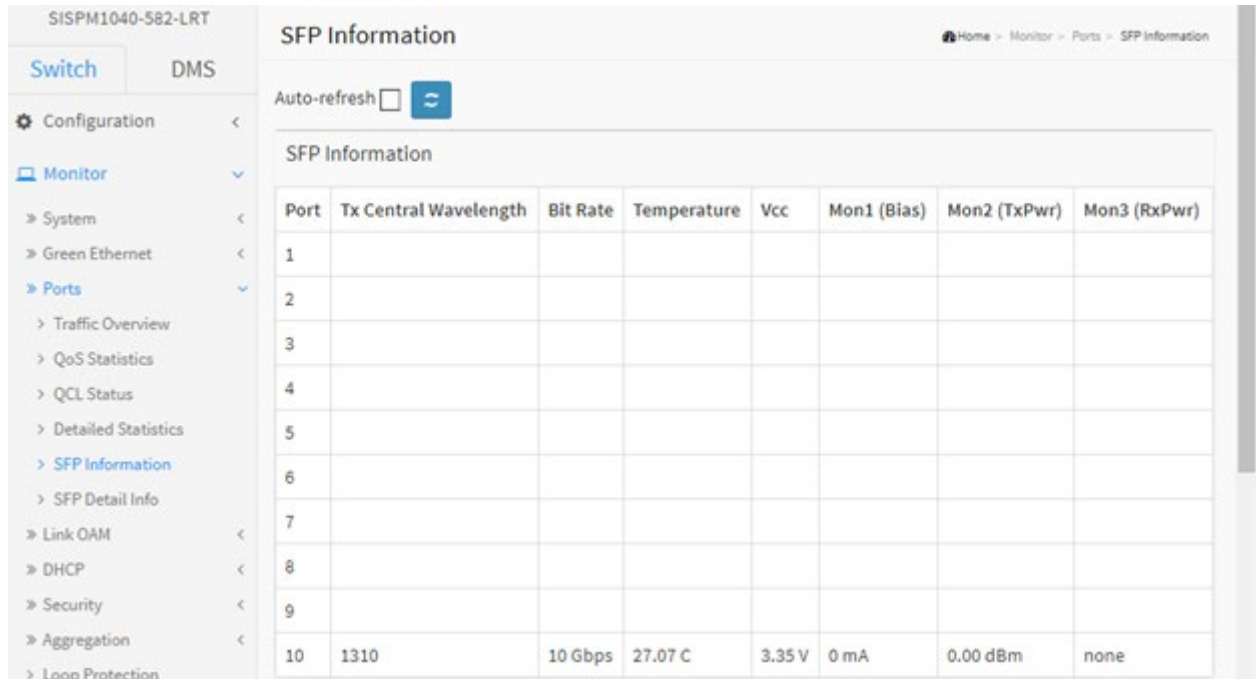 SISPM1040-582-LRT
Switch DMS
Configuration
Monitor
System
Green Ethernet
Ports
Traffic Overview
QoS Statistics
QCL Status
Detailed Statistics
SFP Information
SFP Detail Info
Link OAM
DHCP
Security
Aggregation
Loop Protection
SFP Information
Home > Monitor > Ports > SFP Information
Auto-refresh
SFP Information
Port Tx Central Wavelength Bit Rate Temperature Vcc Mon1 (Bias) Mon2 (TxPwr) Mon3 (RxPwr)
1
2
3
4
5
6
7
8
9
10 1310 10 Gbps 27.07 C 3.35 V 0 mA 0.00 dBm none